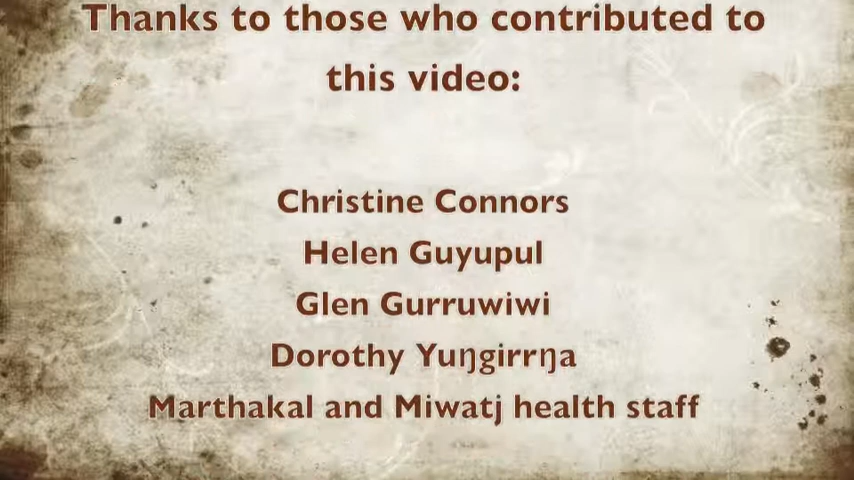 Thanks to those who contributed to
this video:
Christine Connors
Helen Guyupul
Glen Gurruwiwi
Dorothy Yuŋgirrŋa
Marthakal and Miwatj health staff